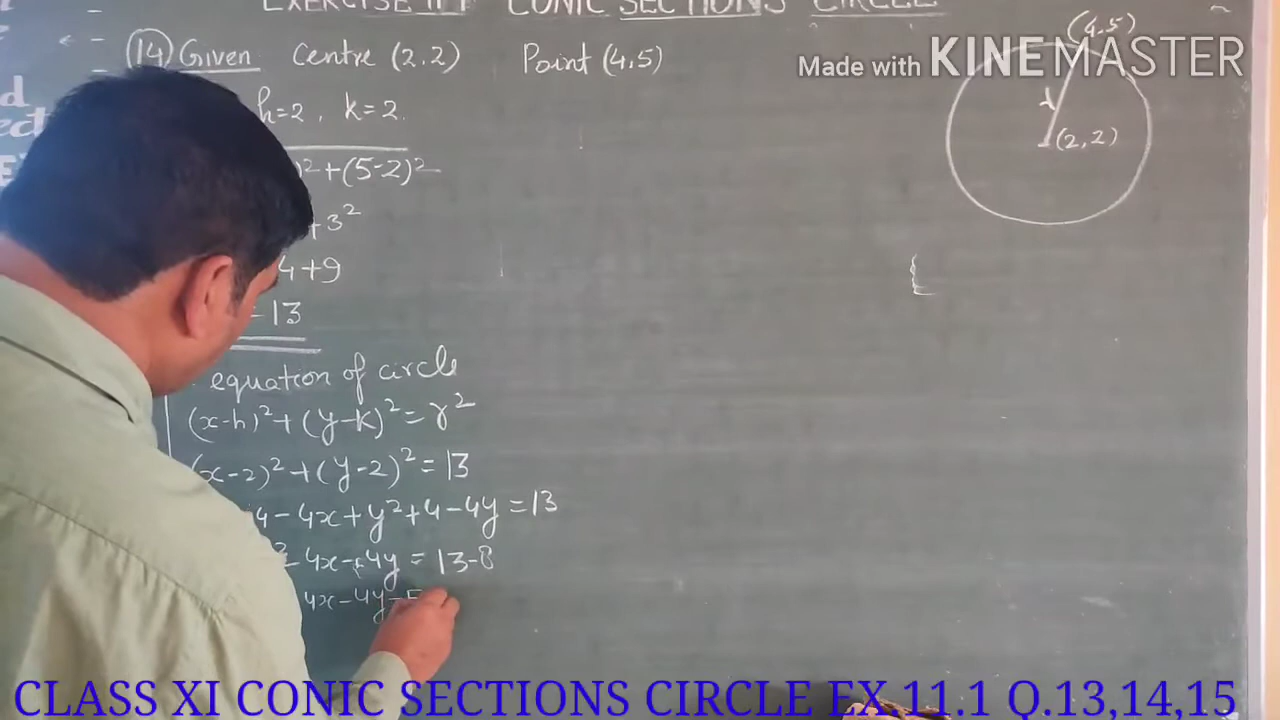 EXERCISE 11.1 CONIC SECTIONS CIRCLE
(14) Given Centre (2,2) Point (4,5)
h=2, k=2.
)² + (5-2)²
+3²
4+9
= 13
equation of circle
(x-h)² + (y-k)² = r²
(x-2)² + (y-2)² = 13
4 - 4x + y² + 4 - 4y = 13
² - 4x - 4y = 13-8
4x - 4y - 5
(4,5)
r
(2,2)
Made with KINEMASTER
CLASS XI CONIC SECTIONS CIRCLE EX 11.1 Q.13,14,15